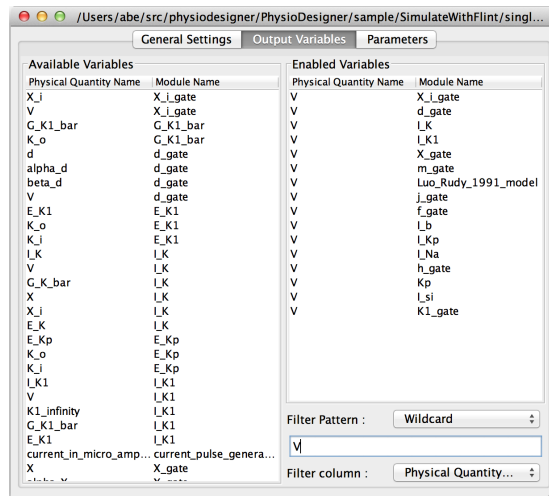 /Users/abe/src/physiodesigner/PhysioDesigner/sample/SimulateWithFlint/singl...
General Settings Output Variables Parameters
Available Variables
Physical Quantity Name Module Name
X_i X_i_gate
V X_i_gate
G_K1_bar G_K1_bar
K_o G_K1_bar
d d_gate
alpha_d d_gate
beta_d d_gate
V d_gate
E_K1 E_K1
K_o E_K1
K_i E_K1
I_K I_K
V I_K
G_K_bar I_K
X I_K
X_i I_K
E_K I_K
E_Kp E_Kp
K_o E_Kp
K_i E_Kp
I_K1 I_K1
V I_K1
K1_infinity I_K1
G_K1_bar I_K1
E_K1 I_K1
current_in_micro_amp... current_pulse_genera...
X X_gate
Enabled Variables
Physical Quantity Name Module Name
V X_i_gate
V d_gate
V I_K
V I_K1
V X_gate
V m_gate
V Luo_Rudy_1991_model
V j_gate
V f_gate
V I_b
V I_Kp
V I_Na
V h_gate
V Kp
V I_si
V K1_gate
Filter Pattern : Wildcard
V
Filter column : Physical Quantity...